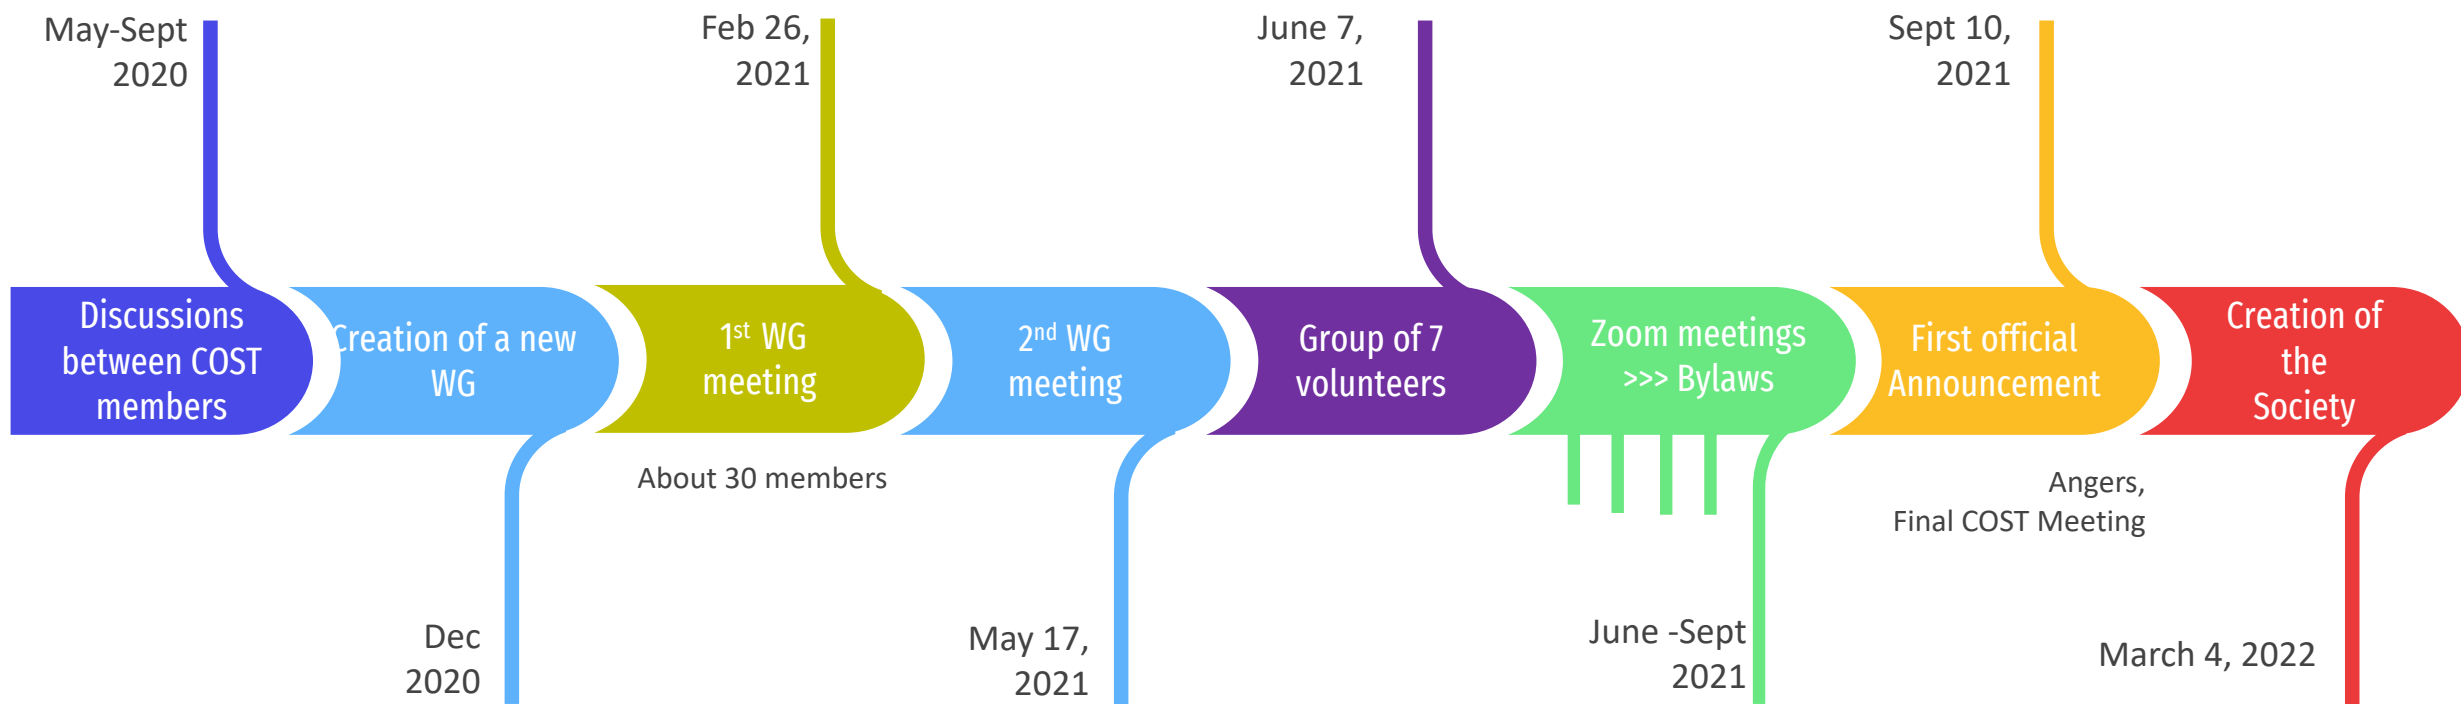 May-Sept
2020
Feb 26,
2021
June 7,
2021
Sept 10,
2021
Discussions
between COST
members
Creation of a new
WG
1st WG
meeting
2nd WG
meeting
Group of 7
volunteers
Zoom meetings
>>> Bylaws
First official
Announcement
Creation of
the
Society
About 30 members
Angers,
Final COST Meeting
Dec
2020
May 17,
2021
June -Sept
2021
March 4, 2022